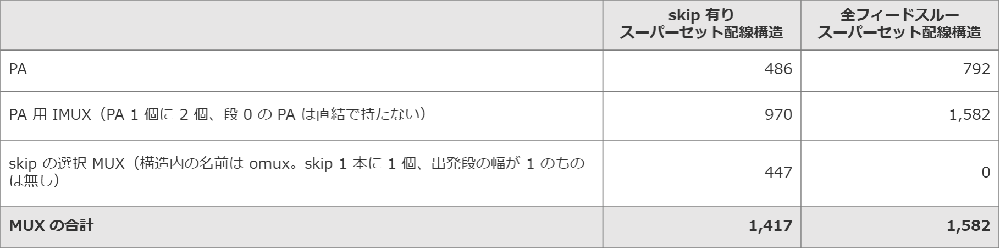 skip 有り
スーパーセット配線構造
全フィードスルー
スーパーセット配線構造
PA
486
792
PA 用 IMUX（PA 1 個に 2 個、段 0 の PA は直結で持たない）
970
1,582
skip の選択 MUX（構造内の名前は omux。skip 1 本に 1 個、出発段の幅が 1 のもの
は無し）
447
0
MUX の合計
1,417
1,582